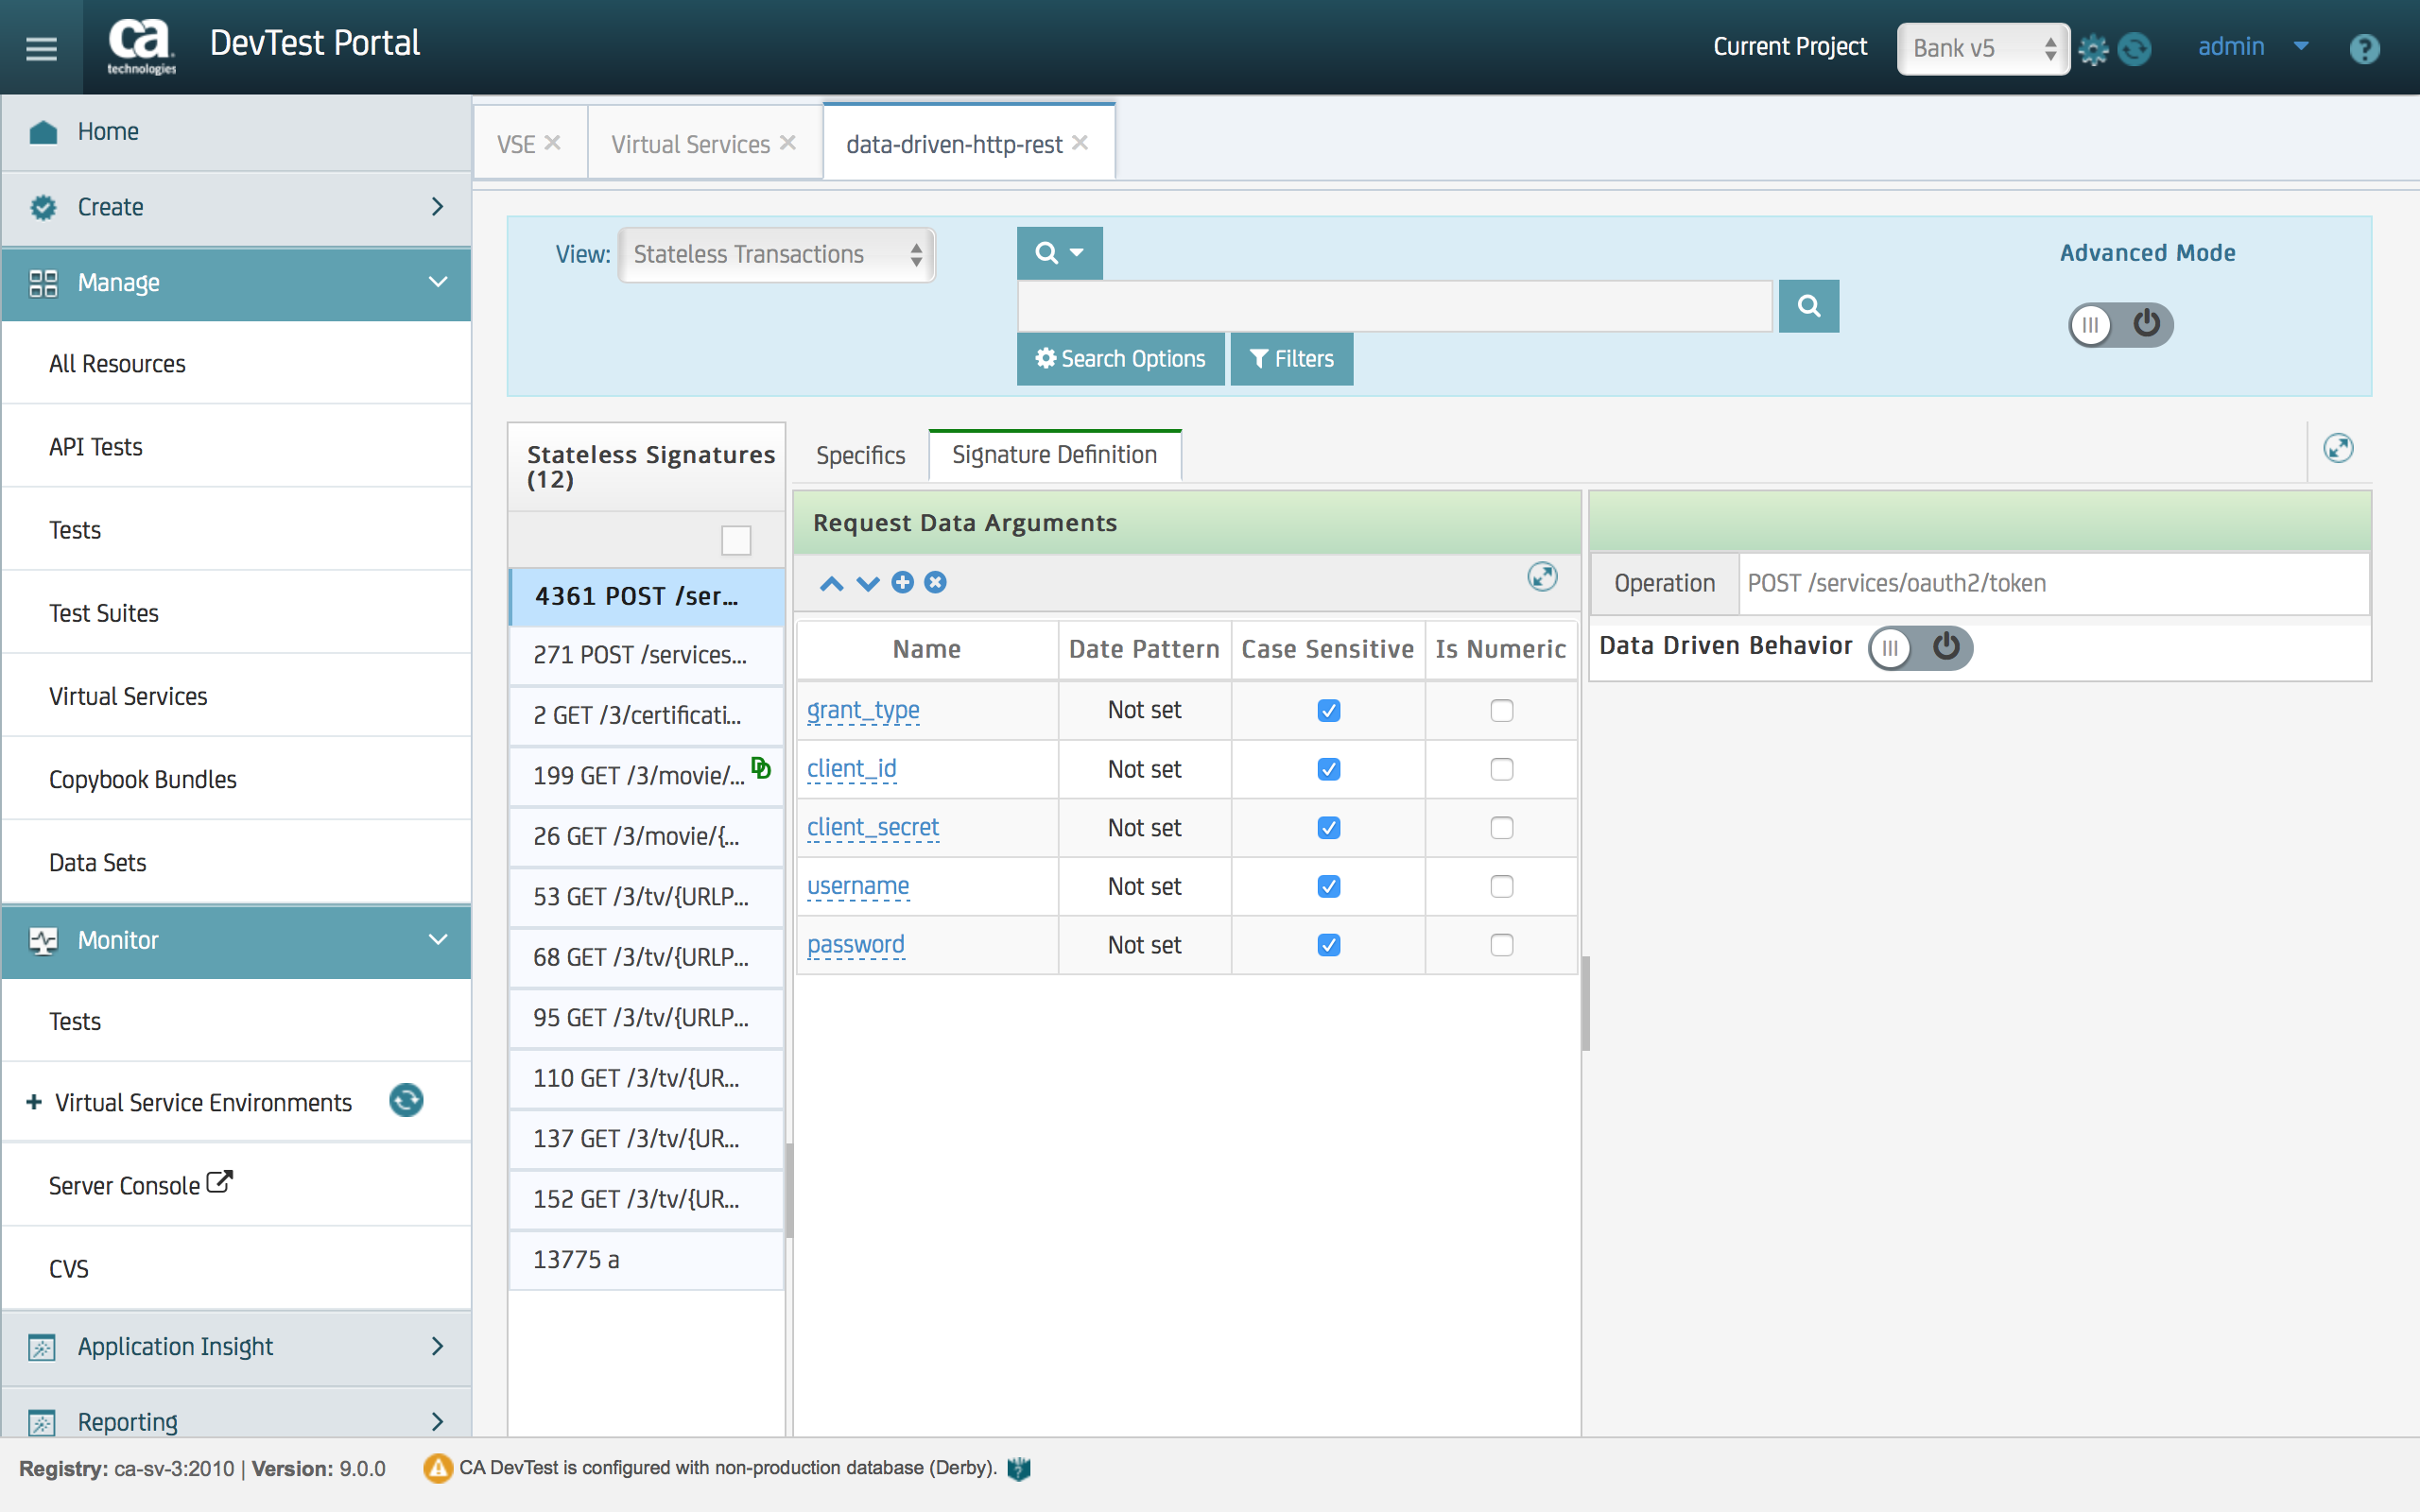 ca
technologies
DevTest Portal
Current Project
Bank v5
admin
Home
Create
Manage
All Resources
API Tests
Tests
Test Suites
Virtual Services
Copybook Bundles
Data Sets
Monitor
Tests
Virtual Service Environments
Server Console
CVS
Application Insight
Reporting
VSE
Virtual Services
data-driven-http-rest
View:
Stateless Transactions
Search Options
Filters
Advanced Mode
Stateless Signatures
(12)
4361 POST /ser...
271 POST /services...
2 GET /3/certificati...
199 GET /3/movie/...
26 GET /3/movie/{...
53 GET /3/tv/{URLP...
68 GET /3/tv/{URLP...
95 GET /3/tv/{URLP...
110 GET /3/tv/{UR...
137 GET /3/tv/{UR...
152 GET /3/tv/{UR...
13775 a
Specifics
Signature Definition
Request Data Arguments
Name Date Pattern Case Sensitive Is Numeric
grant_type Not set
client_id Not set
client_secret Not set
username Not set
password Not set
Operation
POST /services/oauth2/token
Data Driven Behavior
Registry: ca-sv-3:2010 | Version: 9.0.0
CA DevTest is configured with non-production database (Derby).